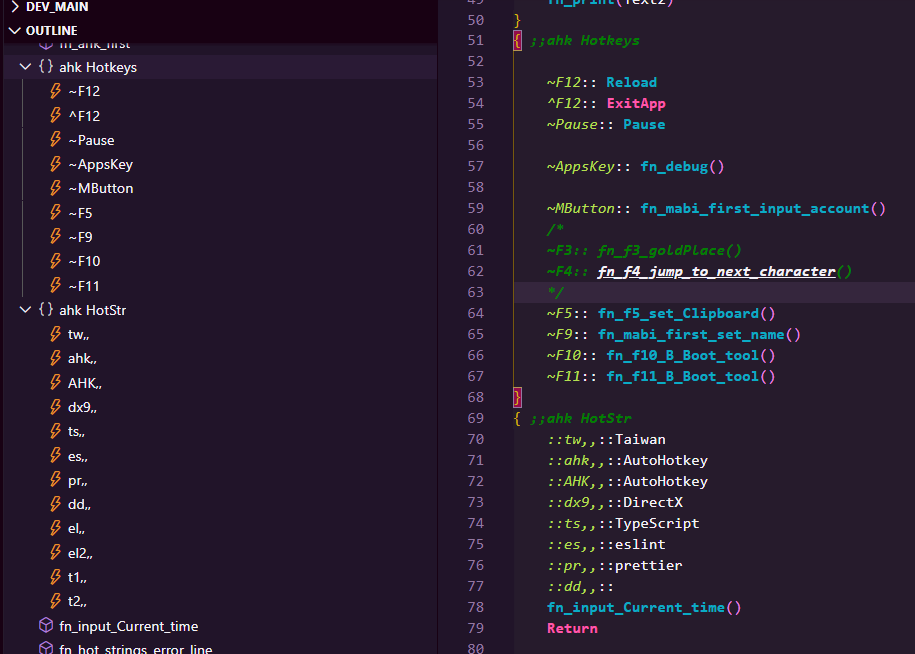 DEV_MAIN
OUTLINE
fn_ahk_first
ahk Hotkeys
~F12
^F12
~Pause
~AppsKey
~MButton
~F5
~F9
~F10
~F11
ahk HotStr
tw,,
ahk,,
AHK,,
dx9,,
ts,,
es,,
pr,,
dd,,
el,,
el2,,
t1,,
t2,,
fn_input_Current_time
fn_hot_strings_error_line
49 fn_print(Text2)
50 }
51 { ;;ahk Hotkeys
52
53 ~F12:: Reload
54 ^F12:: ExitApp
55 ~Pause:: Pause
56
57 ~AppsKey:: fn_debug()
58
59 ~MButton:: fn_mabi_first_input_account()
60 /*
61 ~F3:: fn_f3_goldPlace()
62 ~F4:: fn_f4_jump_to_next_character()
63 */
64 ~F5:: fn_f5_set_Clipboard()
65 ~F9:: fn_mabi_first_set_name()
66 ~F10:: fn_f10_B_Boot_tool()
67 ~F11:: fn_f11_B_Boot_tool()
68 }
69 { ;;ahk HotStr
70 ::tw,,::Taiwan
71 ::ahk,,::AutoHotkey
72 ::AHK,,::AutoHotkey
73 ::dx9,,::DirectX
74 ::ts,,::TypeScript
75 ::es,,::eslint
76 ::pr,,::prettier
77 ::dd,,::
78 fn_input_Current_time()
79 Return
80